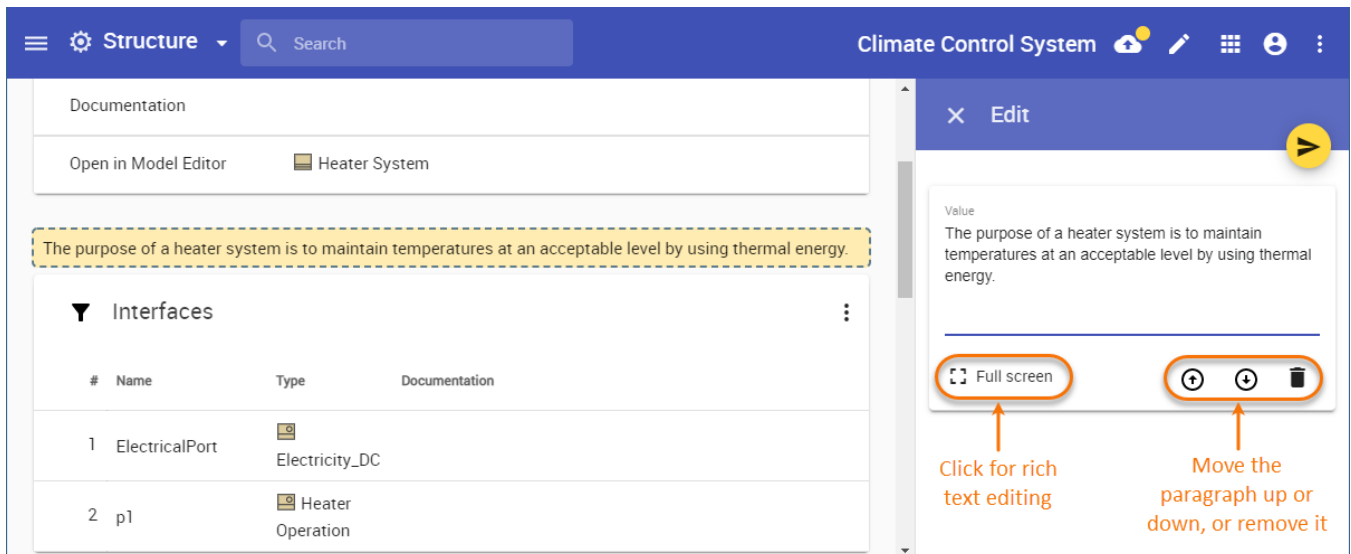 Structure
Search
Climate Control System
Documentation
Open in Model Editor Heater System
The purpose of a heater system is to maintain temperatures at an acceptable level by using thermal energy.
Interfaces
# Name Type Documentation
1 ElectricalPort Electricity_DC
2 p1 Heater
Operation
Edit
Value
The purpose of a heater system is to maintain
temperatures at an acceptable level by using thermal
energy.
Full screen
Click for rich
text editing
Move the
paragraph up or
down, or remove it